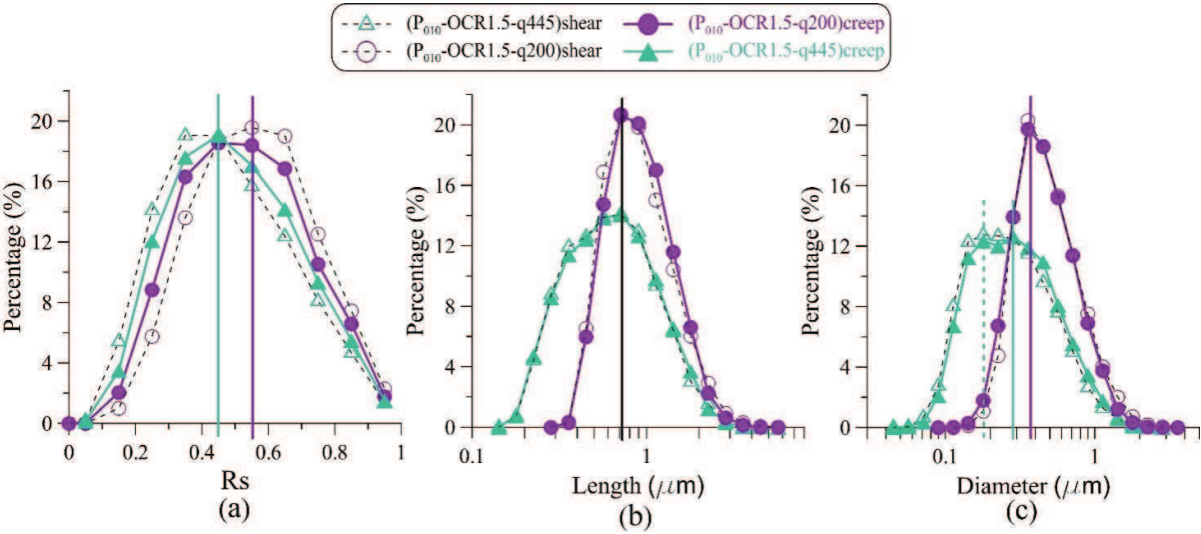 (P010-OCR1.5-q445)shear
(P010-OCR1.5-q200)creep
(P010-OCR1.5-q200)shear
(P010-OCR1.5-q445)creep
Percentage (%)
20
16
12
8
4
0
0
0.2
0.4
0.6
0.8
1
Rs
(a)
Percentage (%)
20
16
12
8
4
0
0.1
1
Length (μm)
(b)
Percentage (%)
20
16
12
8
4
0
0.1
1
Diameter (μm)
(c)